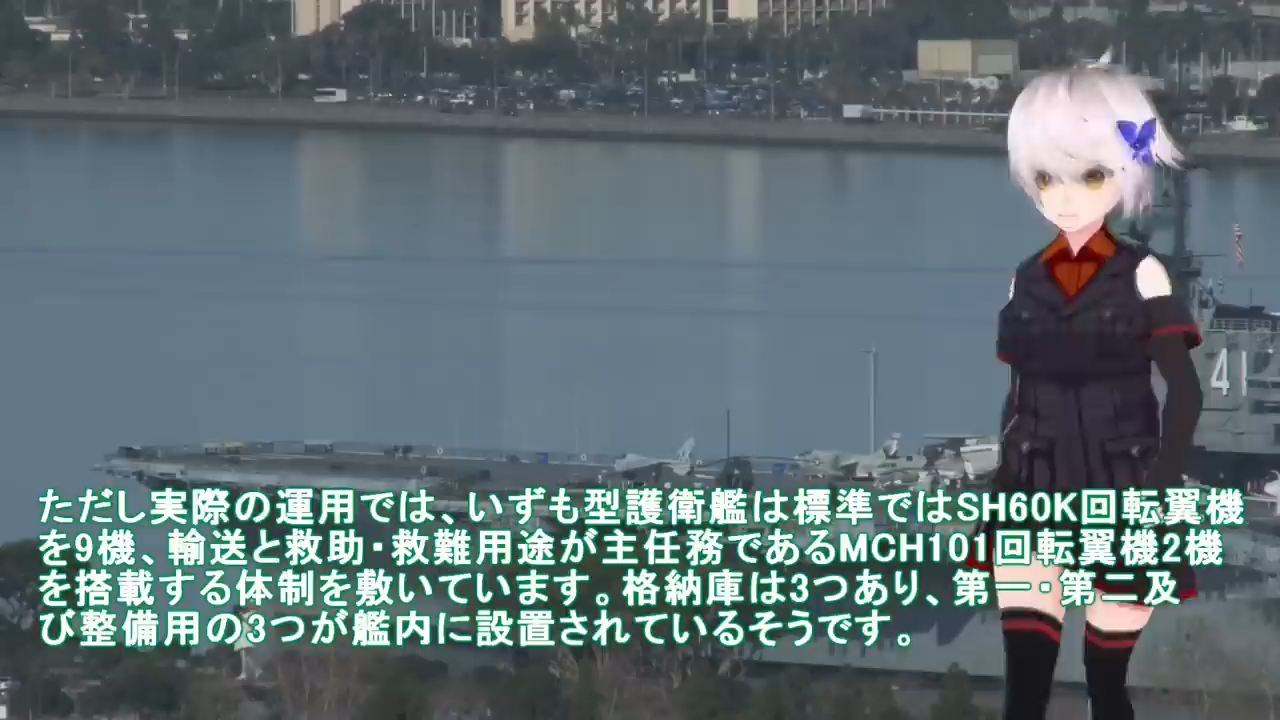 41
ただし実際の運用では、いずも型護衛艦は標準ではSH60K回転翼機
を9機、輸送と救助・救難用途が主任務であるMCH101回転翼機2機
を搭載する体制を敷いています。格納庫は3つあり、第一・第二及
び整備用の3つが艦内に設置されているそうです。